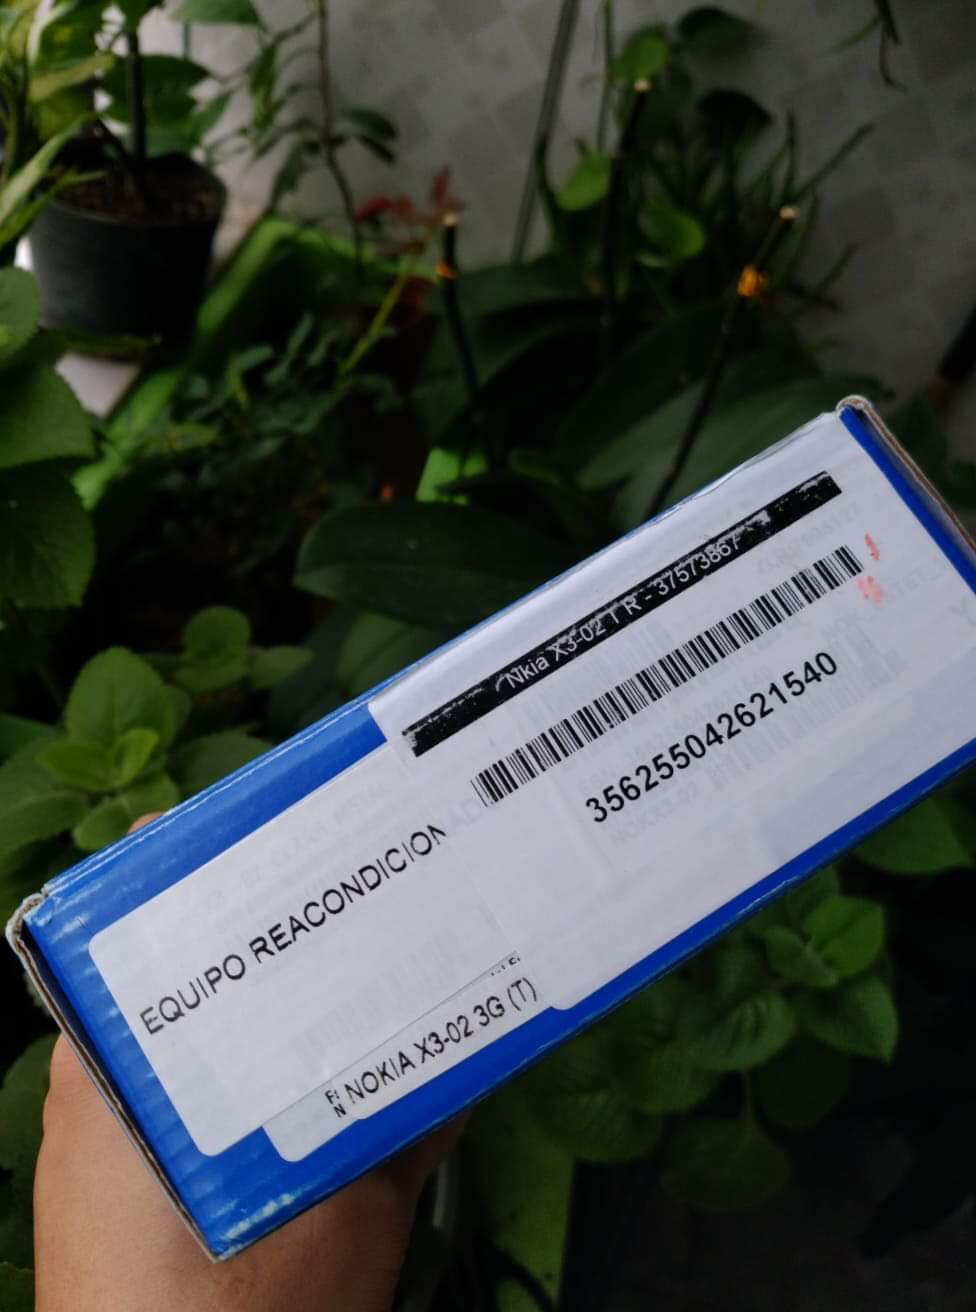 Nkia X3-02 T R - 37573867
356255042621540
EQUIPO REACONDICION
NOKIA X3-02 3G (T)